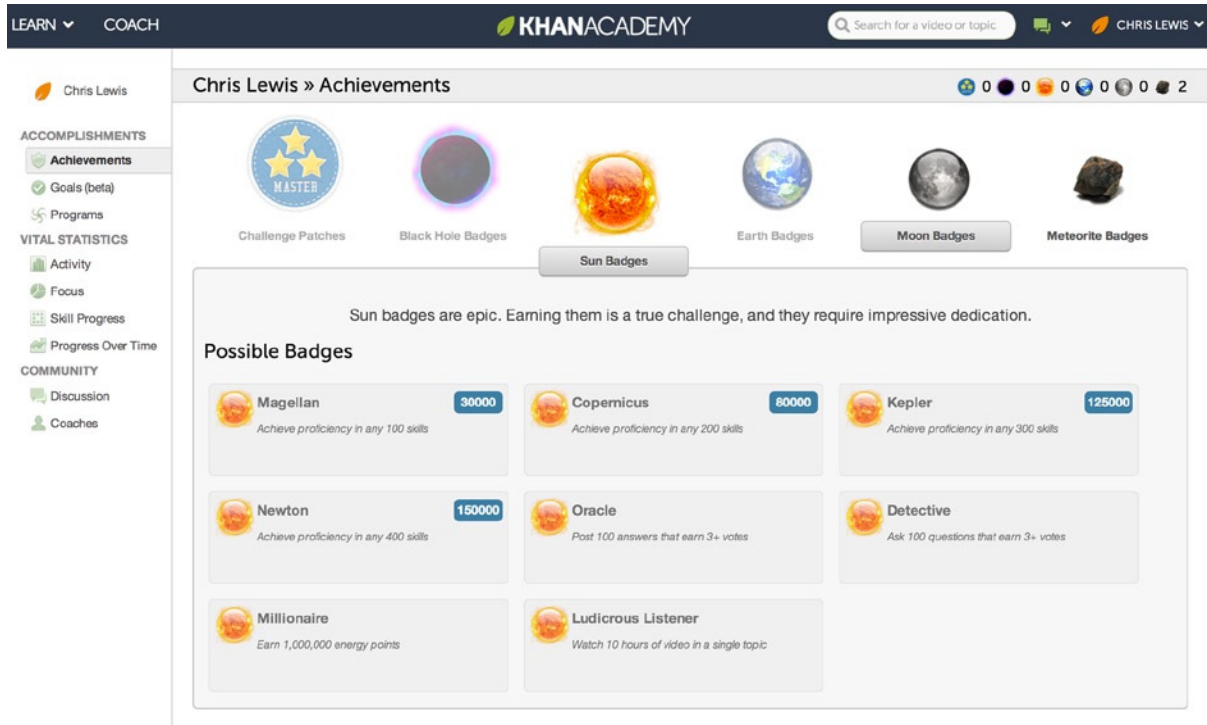 LEARN COACH KHANACADEMY Search for a video or topic CHRIS LEWIS
Chris Lewis
ACCOMPLISHMENTS
Achievements
Goals (beta)
Programs
VITAL STATISTICS
Activity
Focus
Skill Progress
Progress Over Time
COMMUNITY
Discussion
Coaches
Chris Lewis » Achievements 0 0 0 0 0 2
MASTER
Challenge Patches Black Hole Badges Sun Badges Earth Badges Moon Badges Meteorite Badges
Sun badges are epic. Earning them is a true challenge, and they require impressive dedication.
Possible Badges
Magellan 30000
Achieve proficiency in any 100 skills
Copernicus 80000
Achieve proficiency in any 200 skills
Kepler 125000
Achieve proficiency in any 300 skills
Newton 150000
Achieve proficiency in any 400 skills
Oracle
Post 100 answers that earn 3+ votes
Detective
Ask 100 questions that earn 3+ votes
Millionaire
Earn 1,000,000 energy points
Ludicrous Listener
Watch 10 hours of video in a single topic